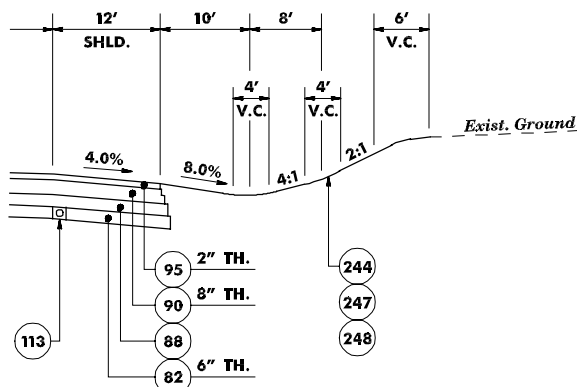 12' 10' 8' 6'
SHLD. V.C.
4' 4'
V.C. V.C.
Exist. Ground
4.0% 8.0% 4:1 2:1
95 2" TH. 244
90 8" TH. 247
113 88 248
82 6" TH.